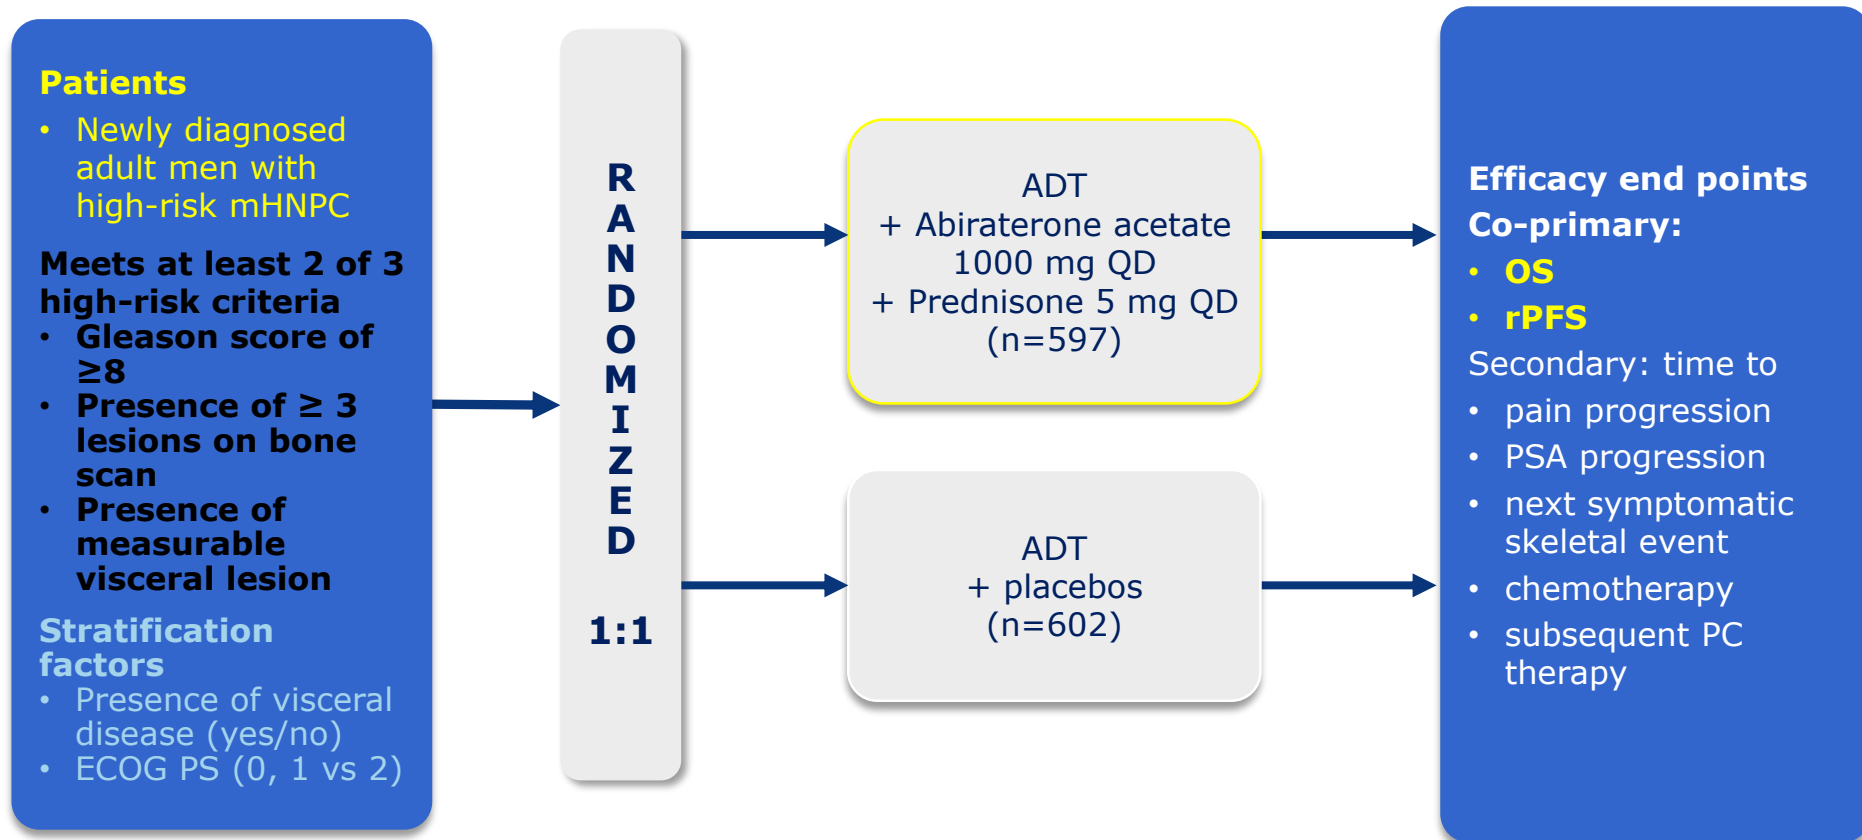 Patients
• Newly diagnosed
adult men with
high-risk mHNPC
Meets at least 2 of 3
high-risk criteria
• Gleason score of
≥8
• Presence of ≥ 3
lesions on bone
scan
• Presence of
measurable
visceral lesion
Stratification
factors
• Presence of visceral
disease (yes/no)
• ECOG PS (0, 1 vs 2)
R
A
N
D
O
M
I
Z
E
D
1:1
ADT
+ Abiraterone acetate
1000 mg QD
+ Prednisone 5 mg QD
(n=597)
ADT
+ placebos
(n=602)
Efficacy end points
Co-primary:
• OS
• rPFS
Secondary: time to
• pain progression
• PSA progression
• next symptomatic
skeletal event
• chemotherapy
• subsequent PC
therapy